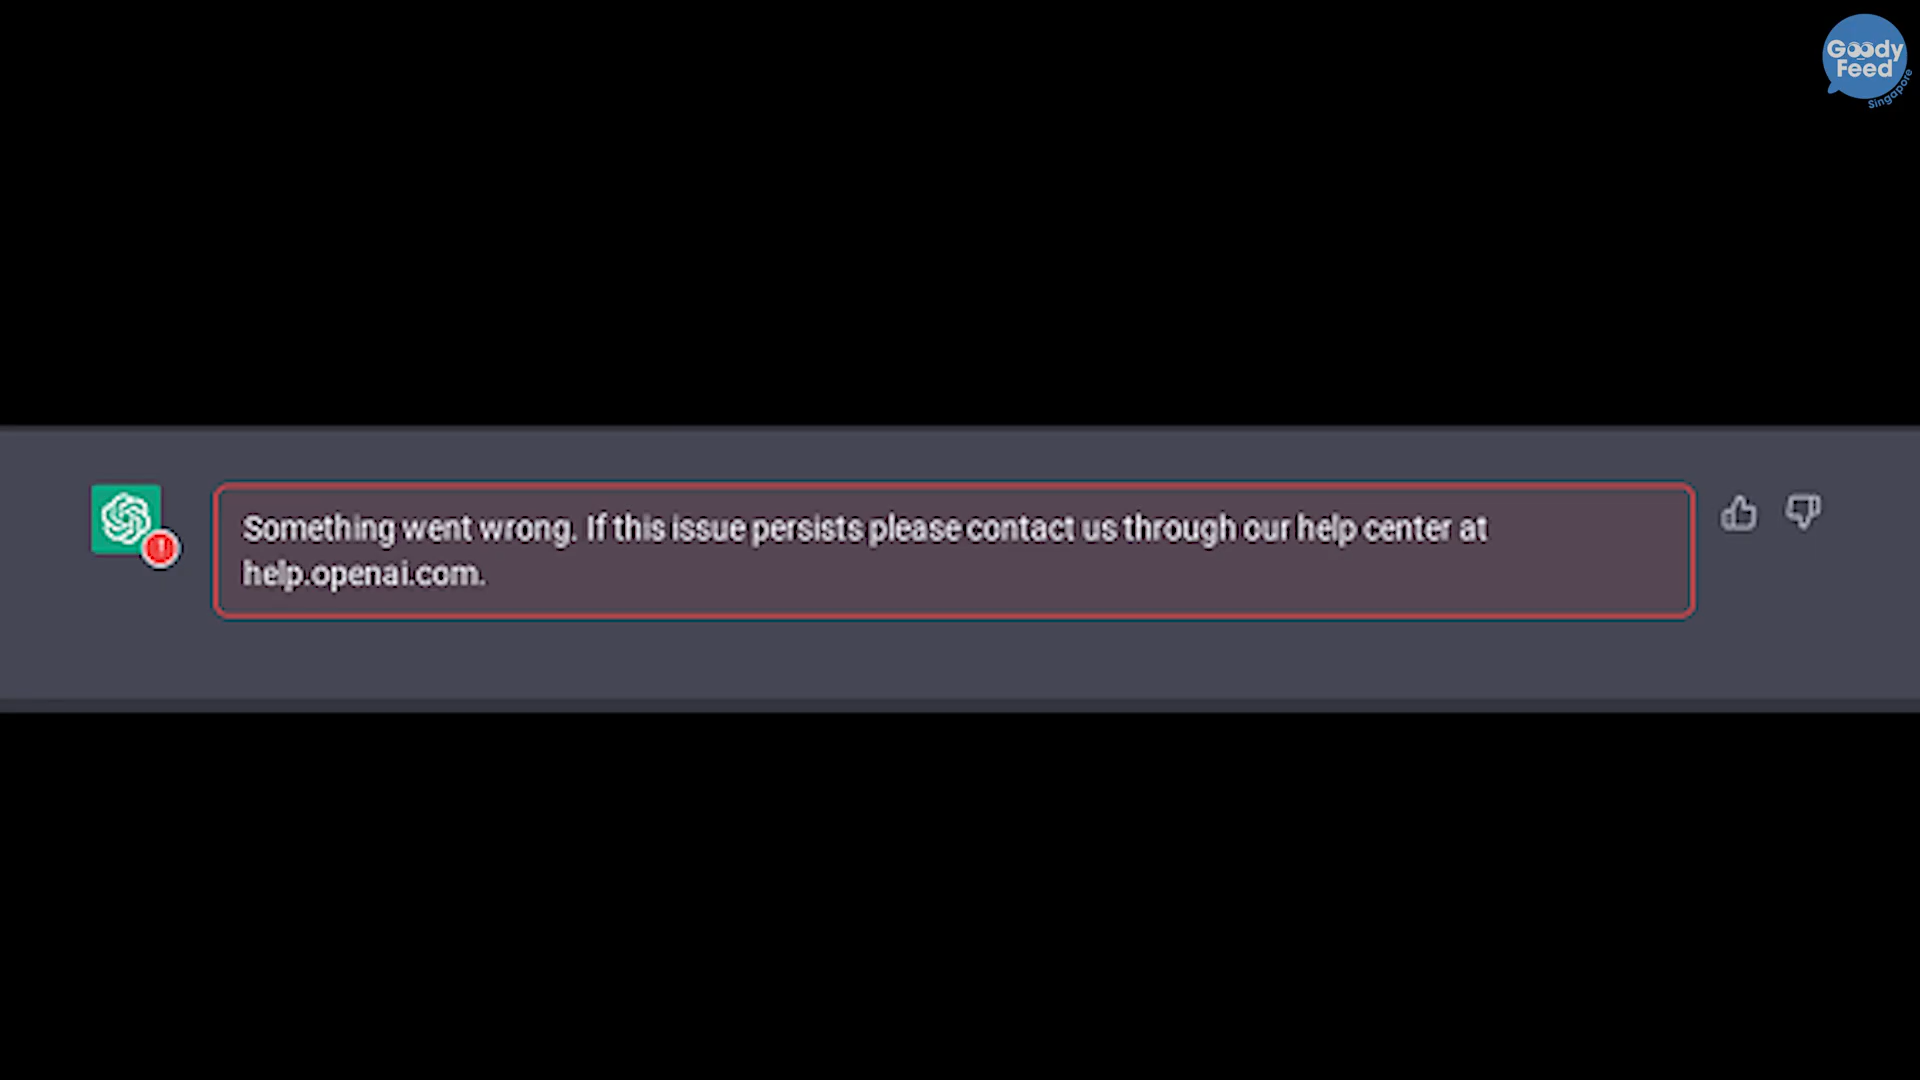 Goody
Feed
Singapore
Something went wrong. If this issue persists please contact us through our help center at
help.openai.com.